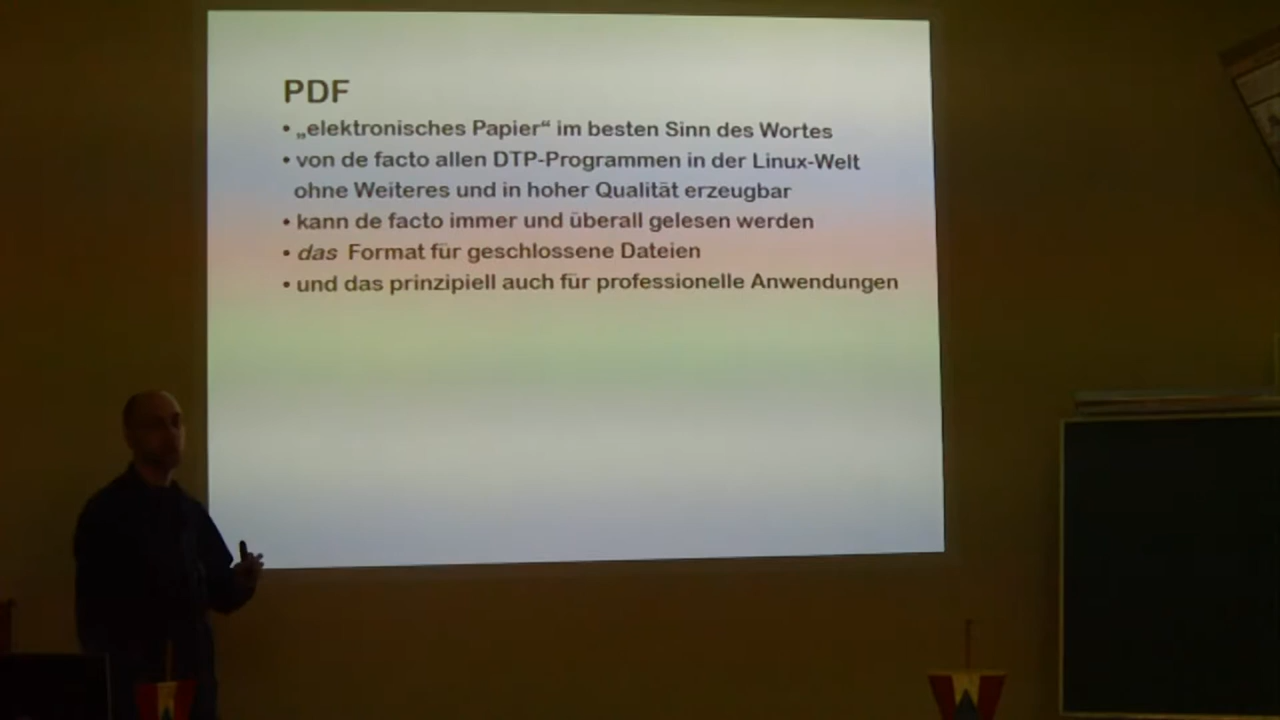 PDF
• „elektronisches Papier“ im besten Sinn des Wortes
• von de facto allen DTP-Programmen in der Linux-Welt
ohne Weiteres und in hoher Qualität erzeugbar
• kann de facto immer und überall gelesen werden
• das Format für geschlossene Dateien
• und das prinzipiell auch für professionelle Anwendungen